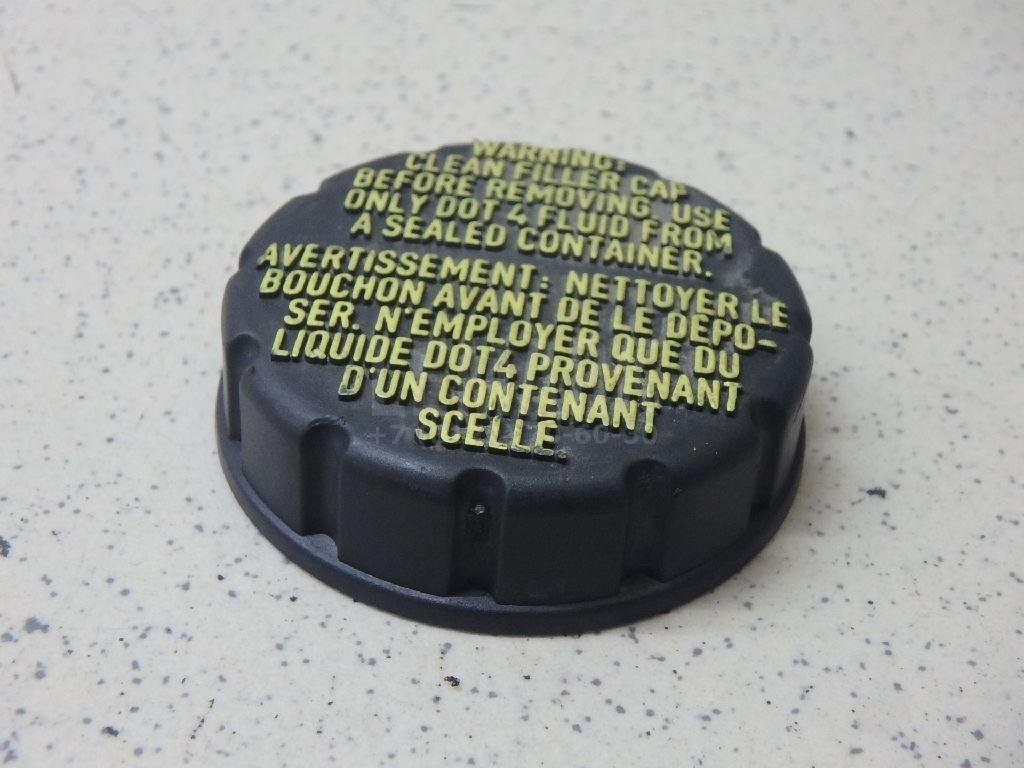 WARNING:
CLEAN FILLER CAP
BEFORE REMOVING. USE
ONLY DOT 4 FLUID FROM
A SEALED CONTAINER.
AVERTISSEMENT: NETTOYER LE
BOUCHON AVANT DE LE DEPO-
SER. N'EMPLOYER QUE DU
LIQUIDE DOT4 PROVENANT
D'UN CONTENANT
SCELLE.